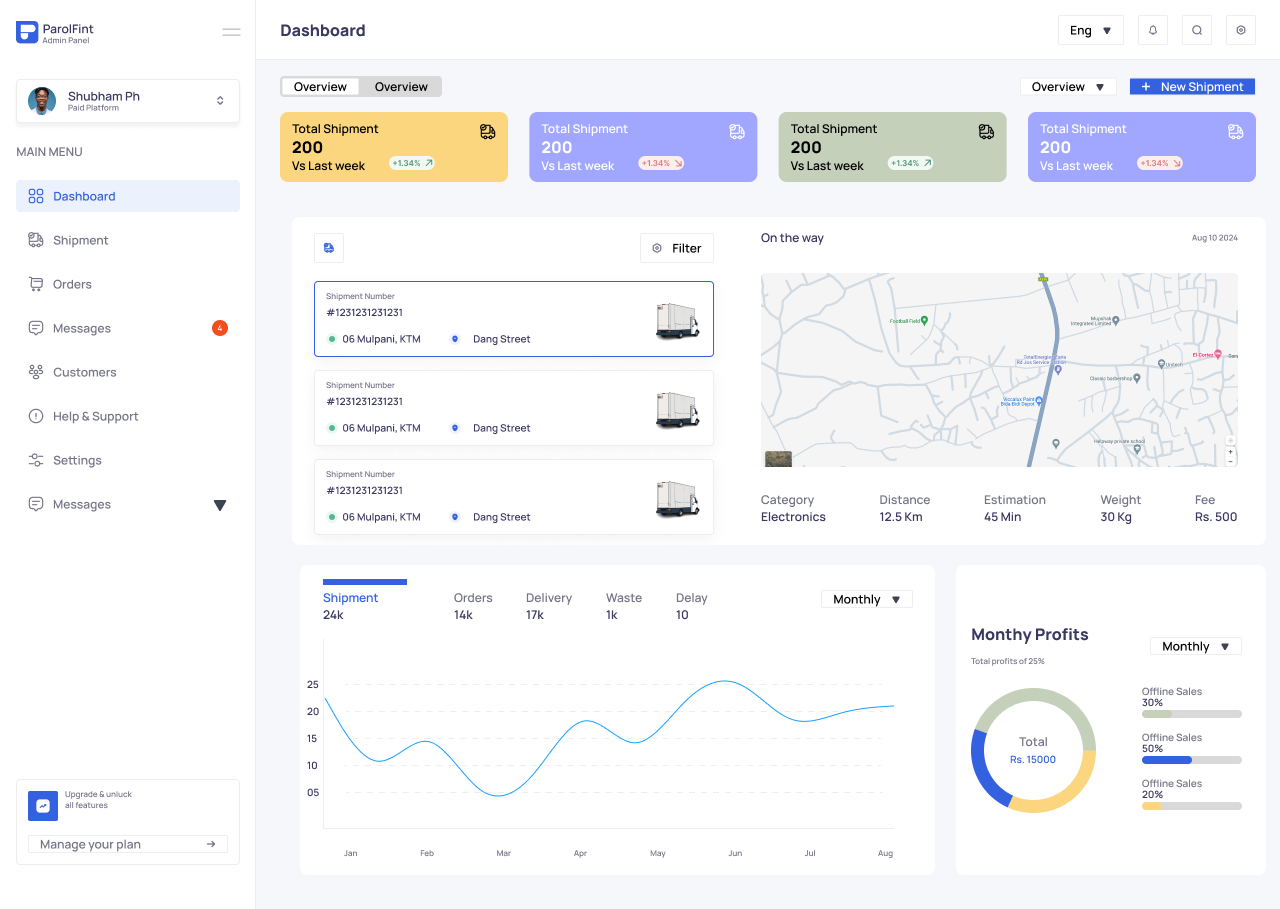 ParolFint
Admin Panel
Shubham Ph
Paid Platform
MAIN MENU
Dashboard
Shipment
Orders
Messages
4
Customers
Help & Support
Settings
Messages
Upgrade & unluck
all features
Manage your plan
Dashboard
Eng
Overview
Overview
Overview
New Shipment
Total Shipment
200
Vs Last week
+1.34%
Total Shipment
200
Vs Last week
+1.34%
Total Shipment
200
Vs Last week
+1.34%
Total Shipment
200
Vs Last week
+1.34%
Filter
Shipment Number
#1231231231231
06 Mulpani, KTM
Dang Street
Shipment Number
#1231231231231
06 Mulpani, KTM
Dang Street
Shipment Number
#1231231231231
06 Mulpani, KTM
Dang Street
On the way
Aug 10 2024
Football Field
Integrated Limited
Classic barbershop
Category
Electronics
Distance
12.5 Km
Estimation
45 Min
Weight
30 Kg
Fee
Rs. 500
Shipment
24k
Orders
14k
Delivery
17k
Waste
1k
Delay
10
Monthly
25
20
15
10
05
Jan
Feb
Mar
Apr
May
Jun
Jul
Aug
Monthy Profits
Total profits of 25%
Monthly
Total
Rs. 15000
Offline Sales
30%
Offline Sales
50%
Offline Sales
20%